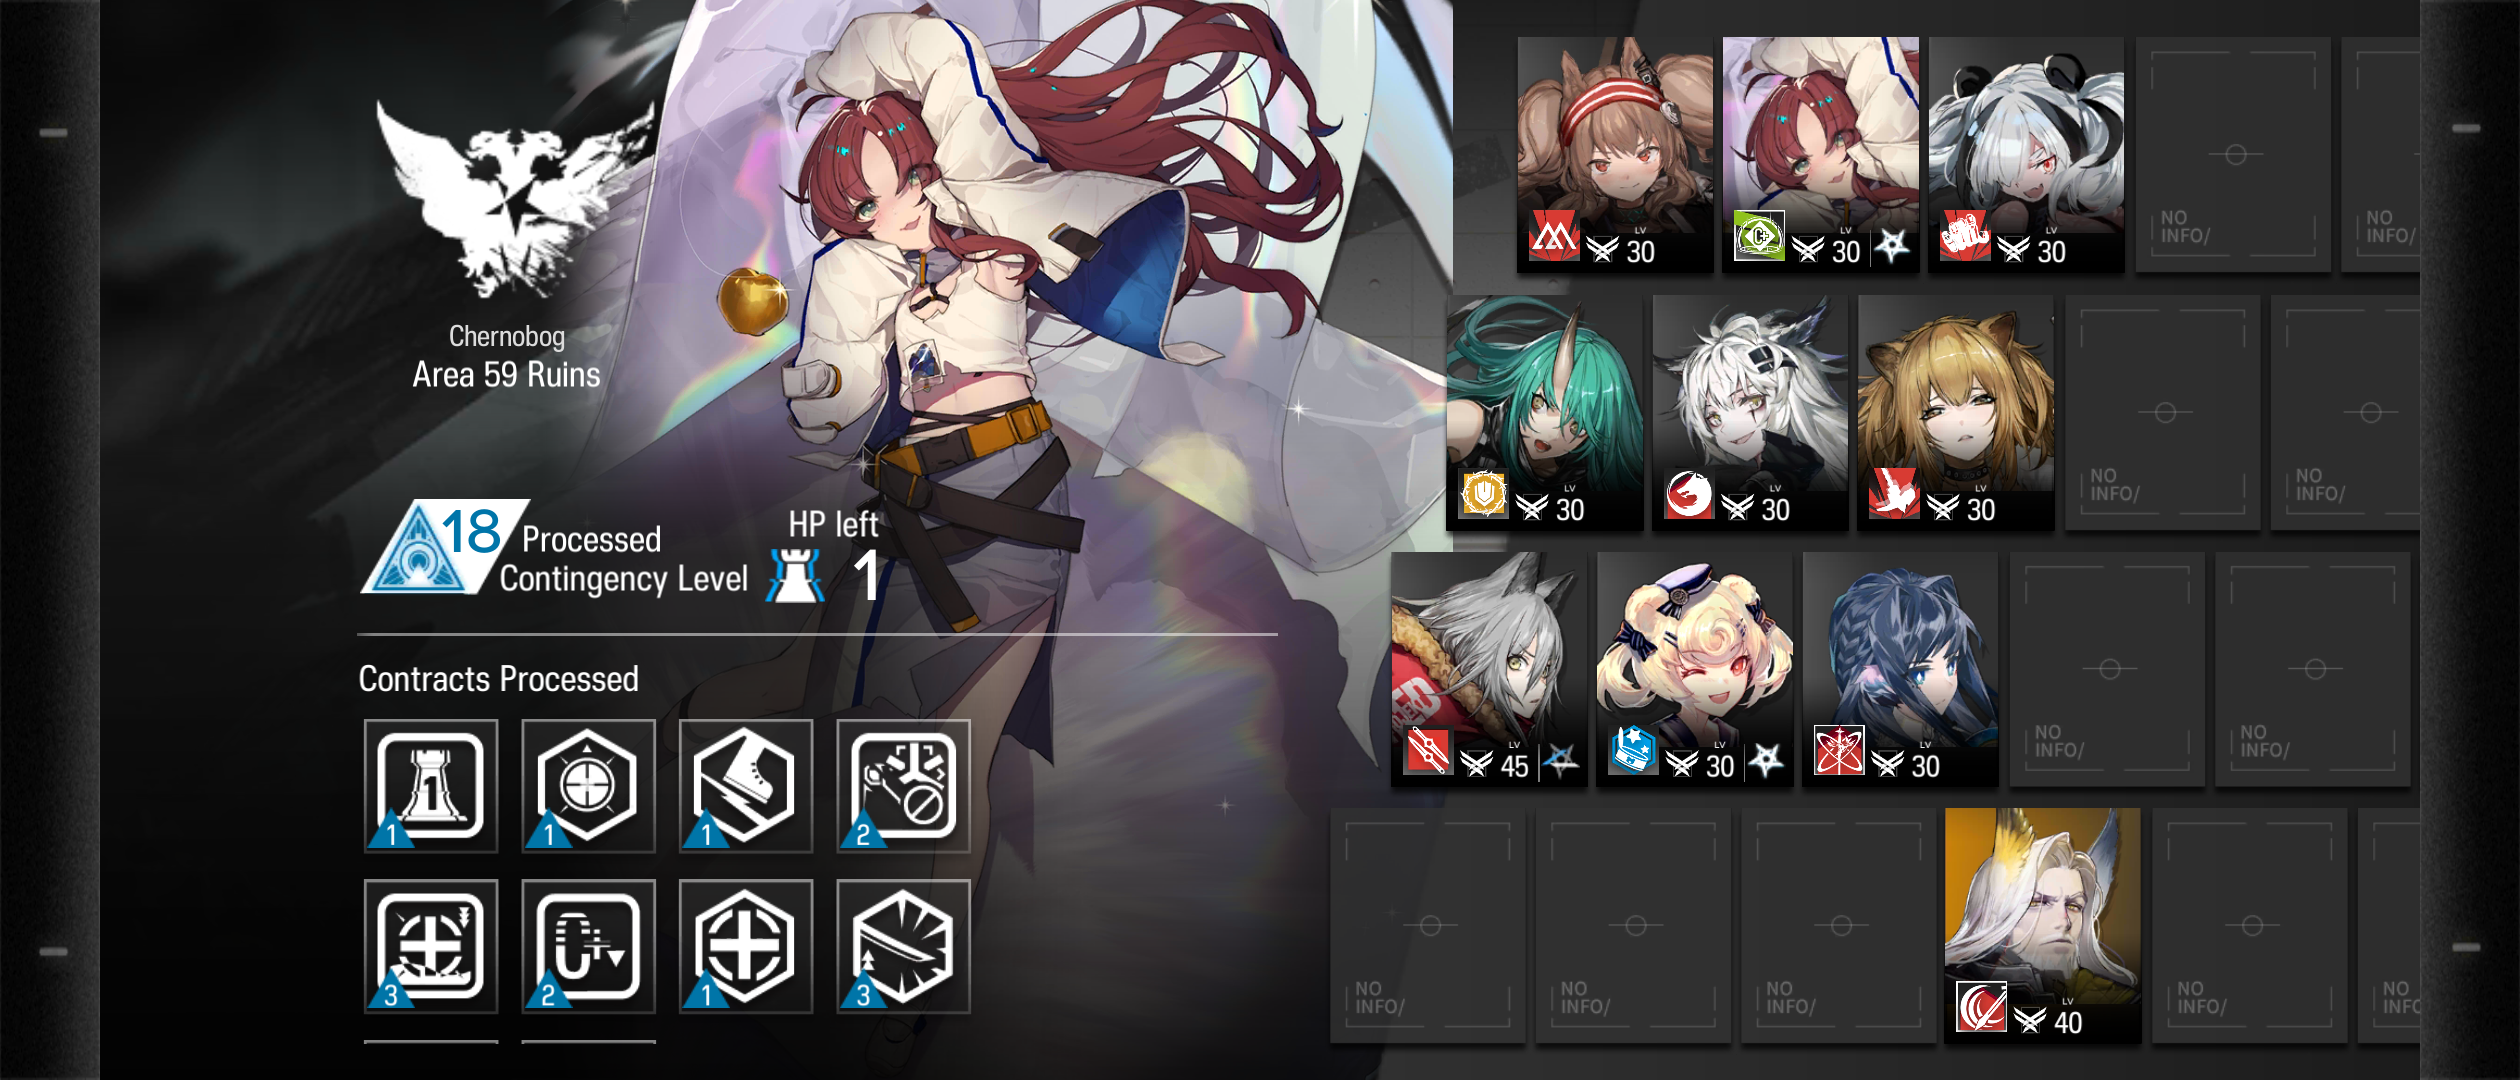 Chernobog
Area 59 Ruins
18
Processed
Contingency Level
HP left
1
Contracts Processed
1
1
1
1
2
3
2
1
3
LV
30
LV
30
LV
30
NO
INFO/
NO
INFO/
LV
30
LV
30
LV
30
NO
INFO/
NO
INFO/
LV
45
LV
30
LV
30
NO
INFO/
NO
INFO/
NO
INFO/
NO
INFO/
NO
INFO/
LV
40
NO
INFO/
NO